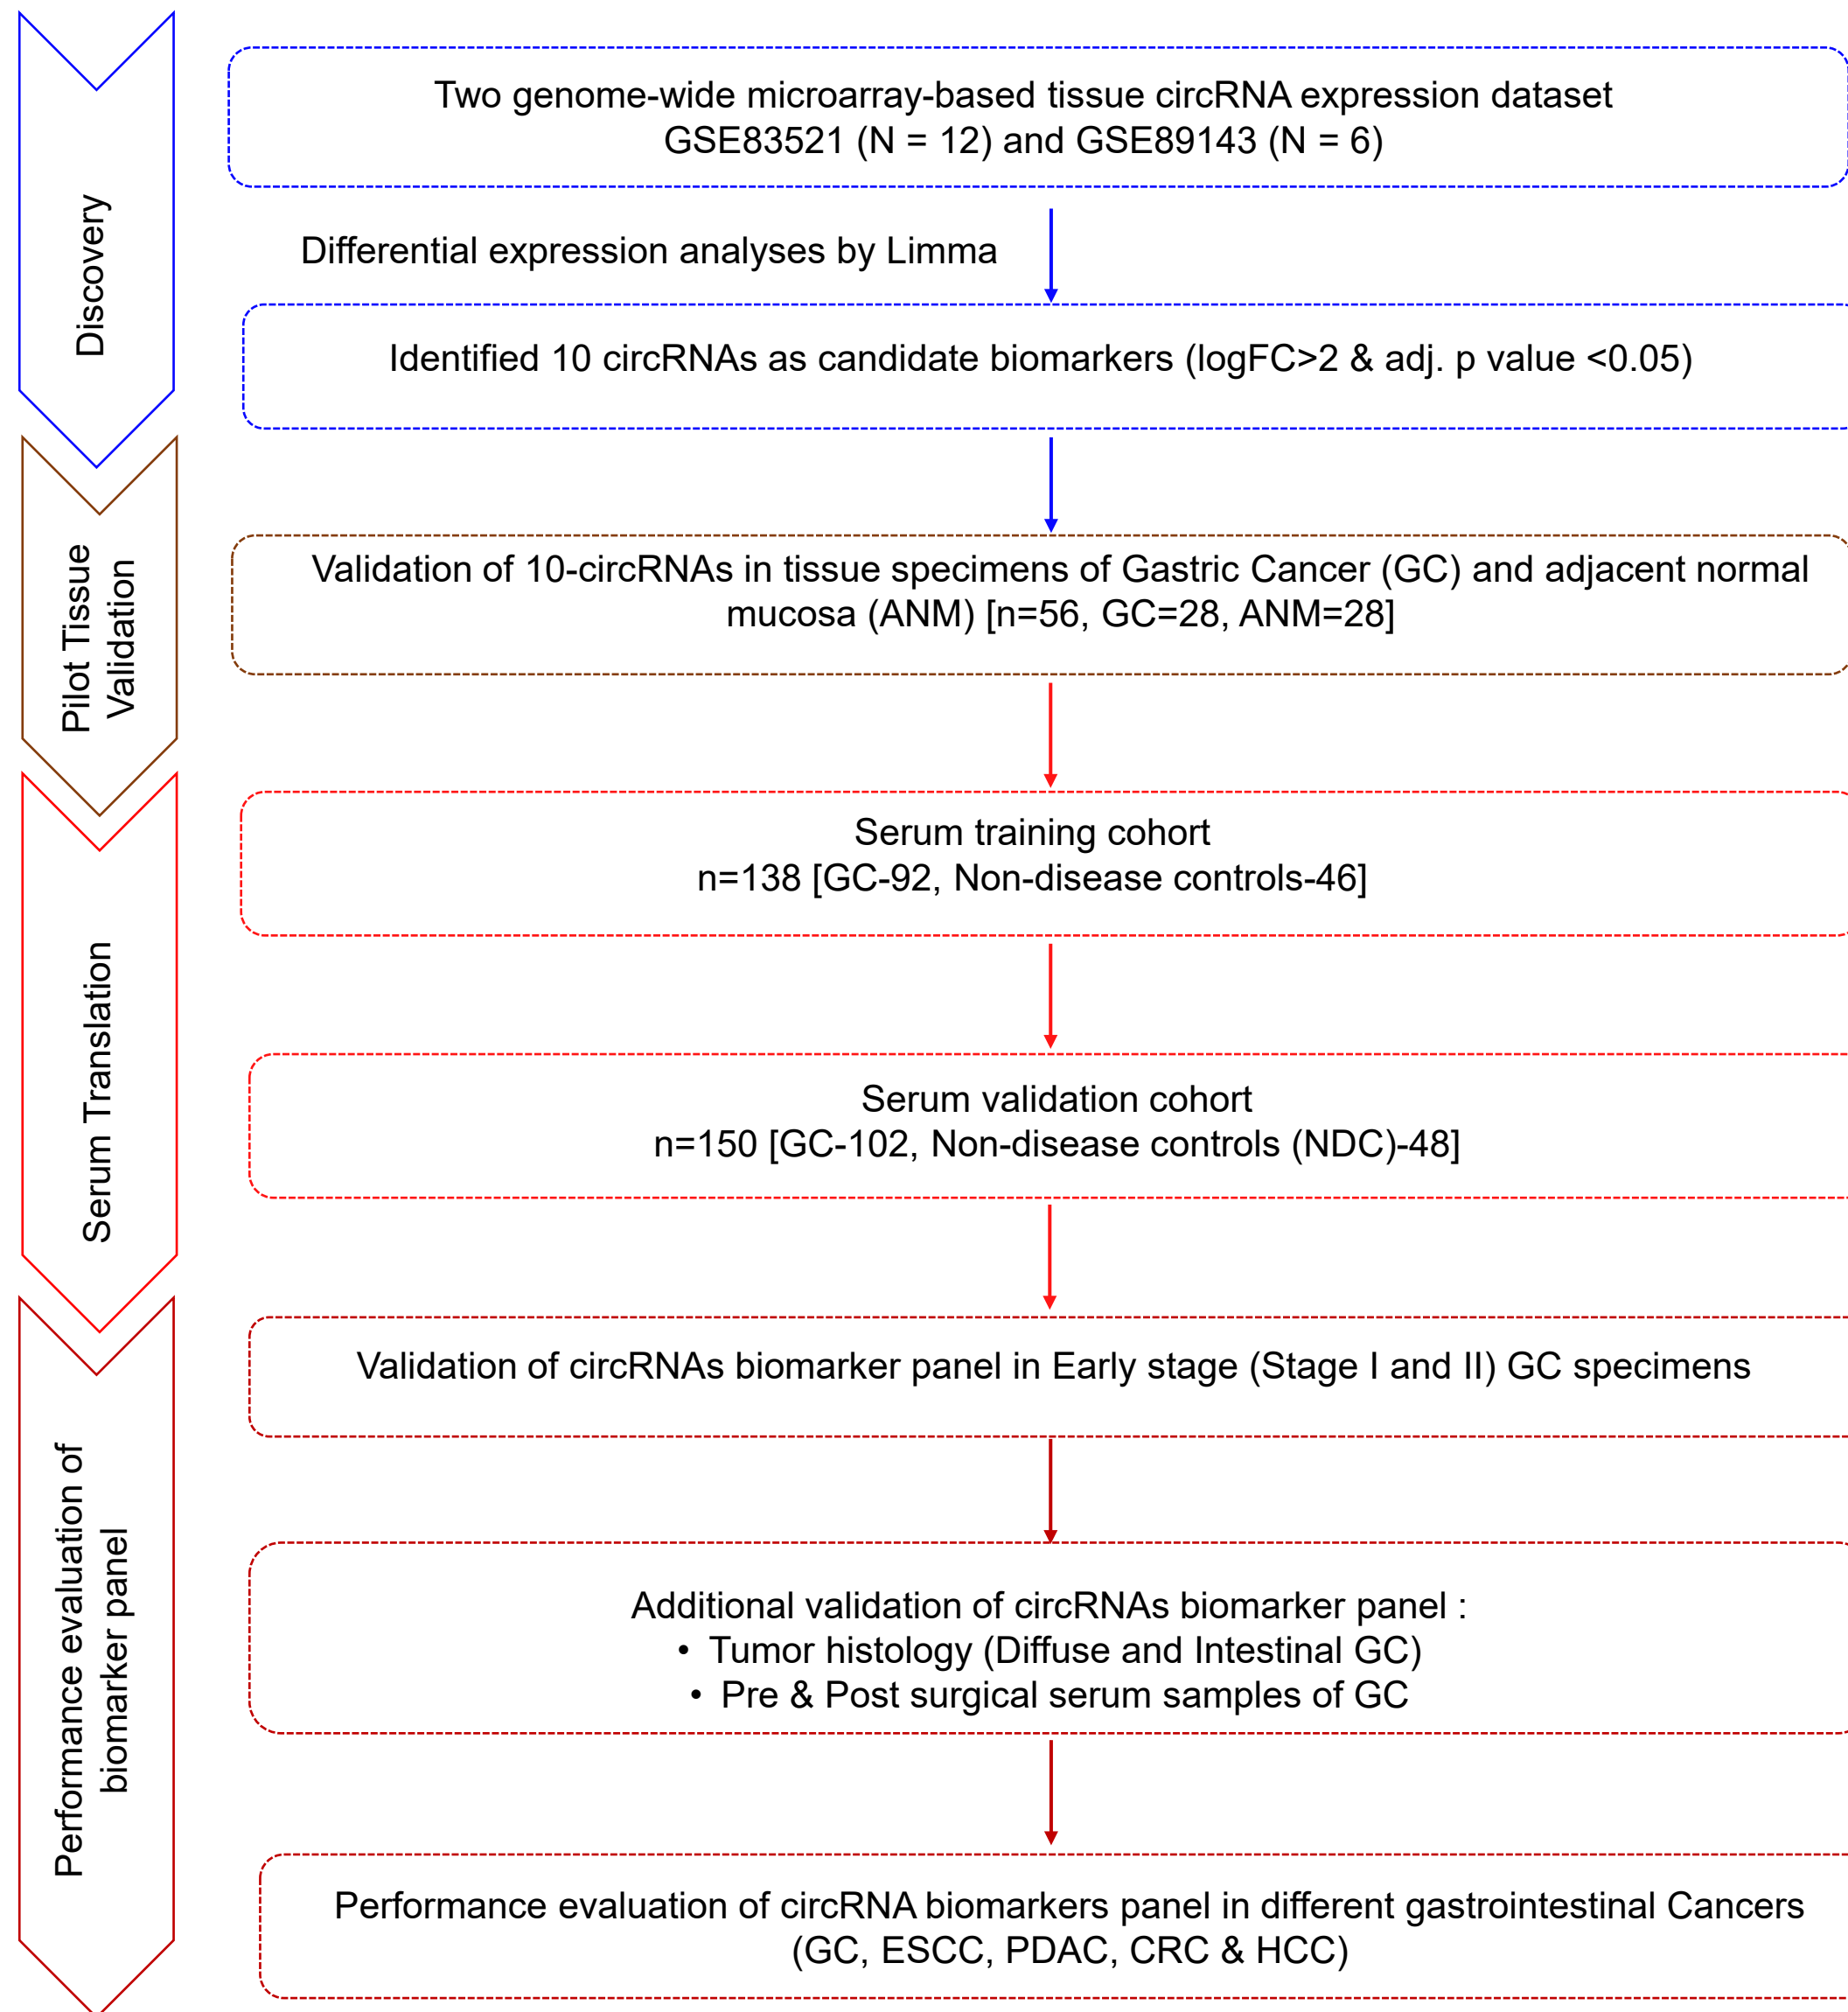 Discovery
Two genome-wide microarray-based tissue circRNA expression dataset
GSE83521 (N = 12) and GSE89143 (N = 6)
Differential expression analyses by Limma
Identified 10 circRNAs as candidate biomarkers (logFC>2 & adj. p value <0.05)
Pilot Tissue
Validation
Validation of 10-circRNAs in tissue specimens of Gastric Cancer (GC) and adjacent normal
mucosa (ANM) [n=56, GC=28, ANM=28]
Serum Translation
Serum training cohort
n=138 [GC-92, Non-disease controls-46]
Serum validation cohort
n=150 [GC-102, Non-disease controls (NDC)-48]
Performance evaluation of
biomarker panel
Validation of circRNAs biomarker panel in Early stage (Stage I and II) GC specimens
Additional validation of circRNAs biomarker panel :
• Tumor histology (Diffuse and Intestinal GC)
• Pre & Post surgical serum samples of GC
Performance evaluation of circRNA biomarkers panel in different gastrointestinal Cancers
(GC, ESCC, PDAC, CRC & HCC)